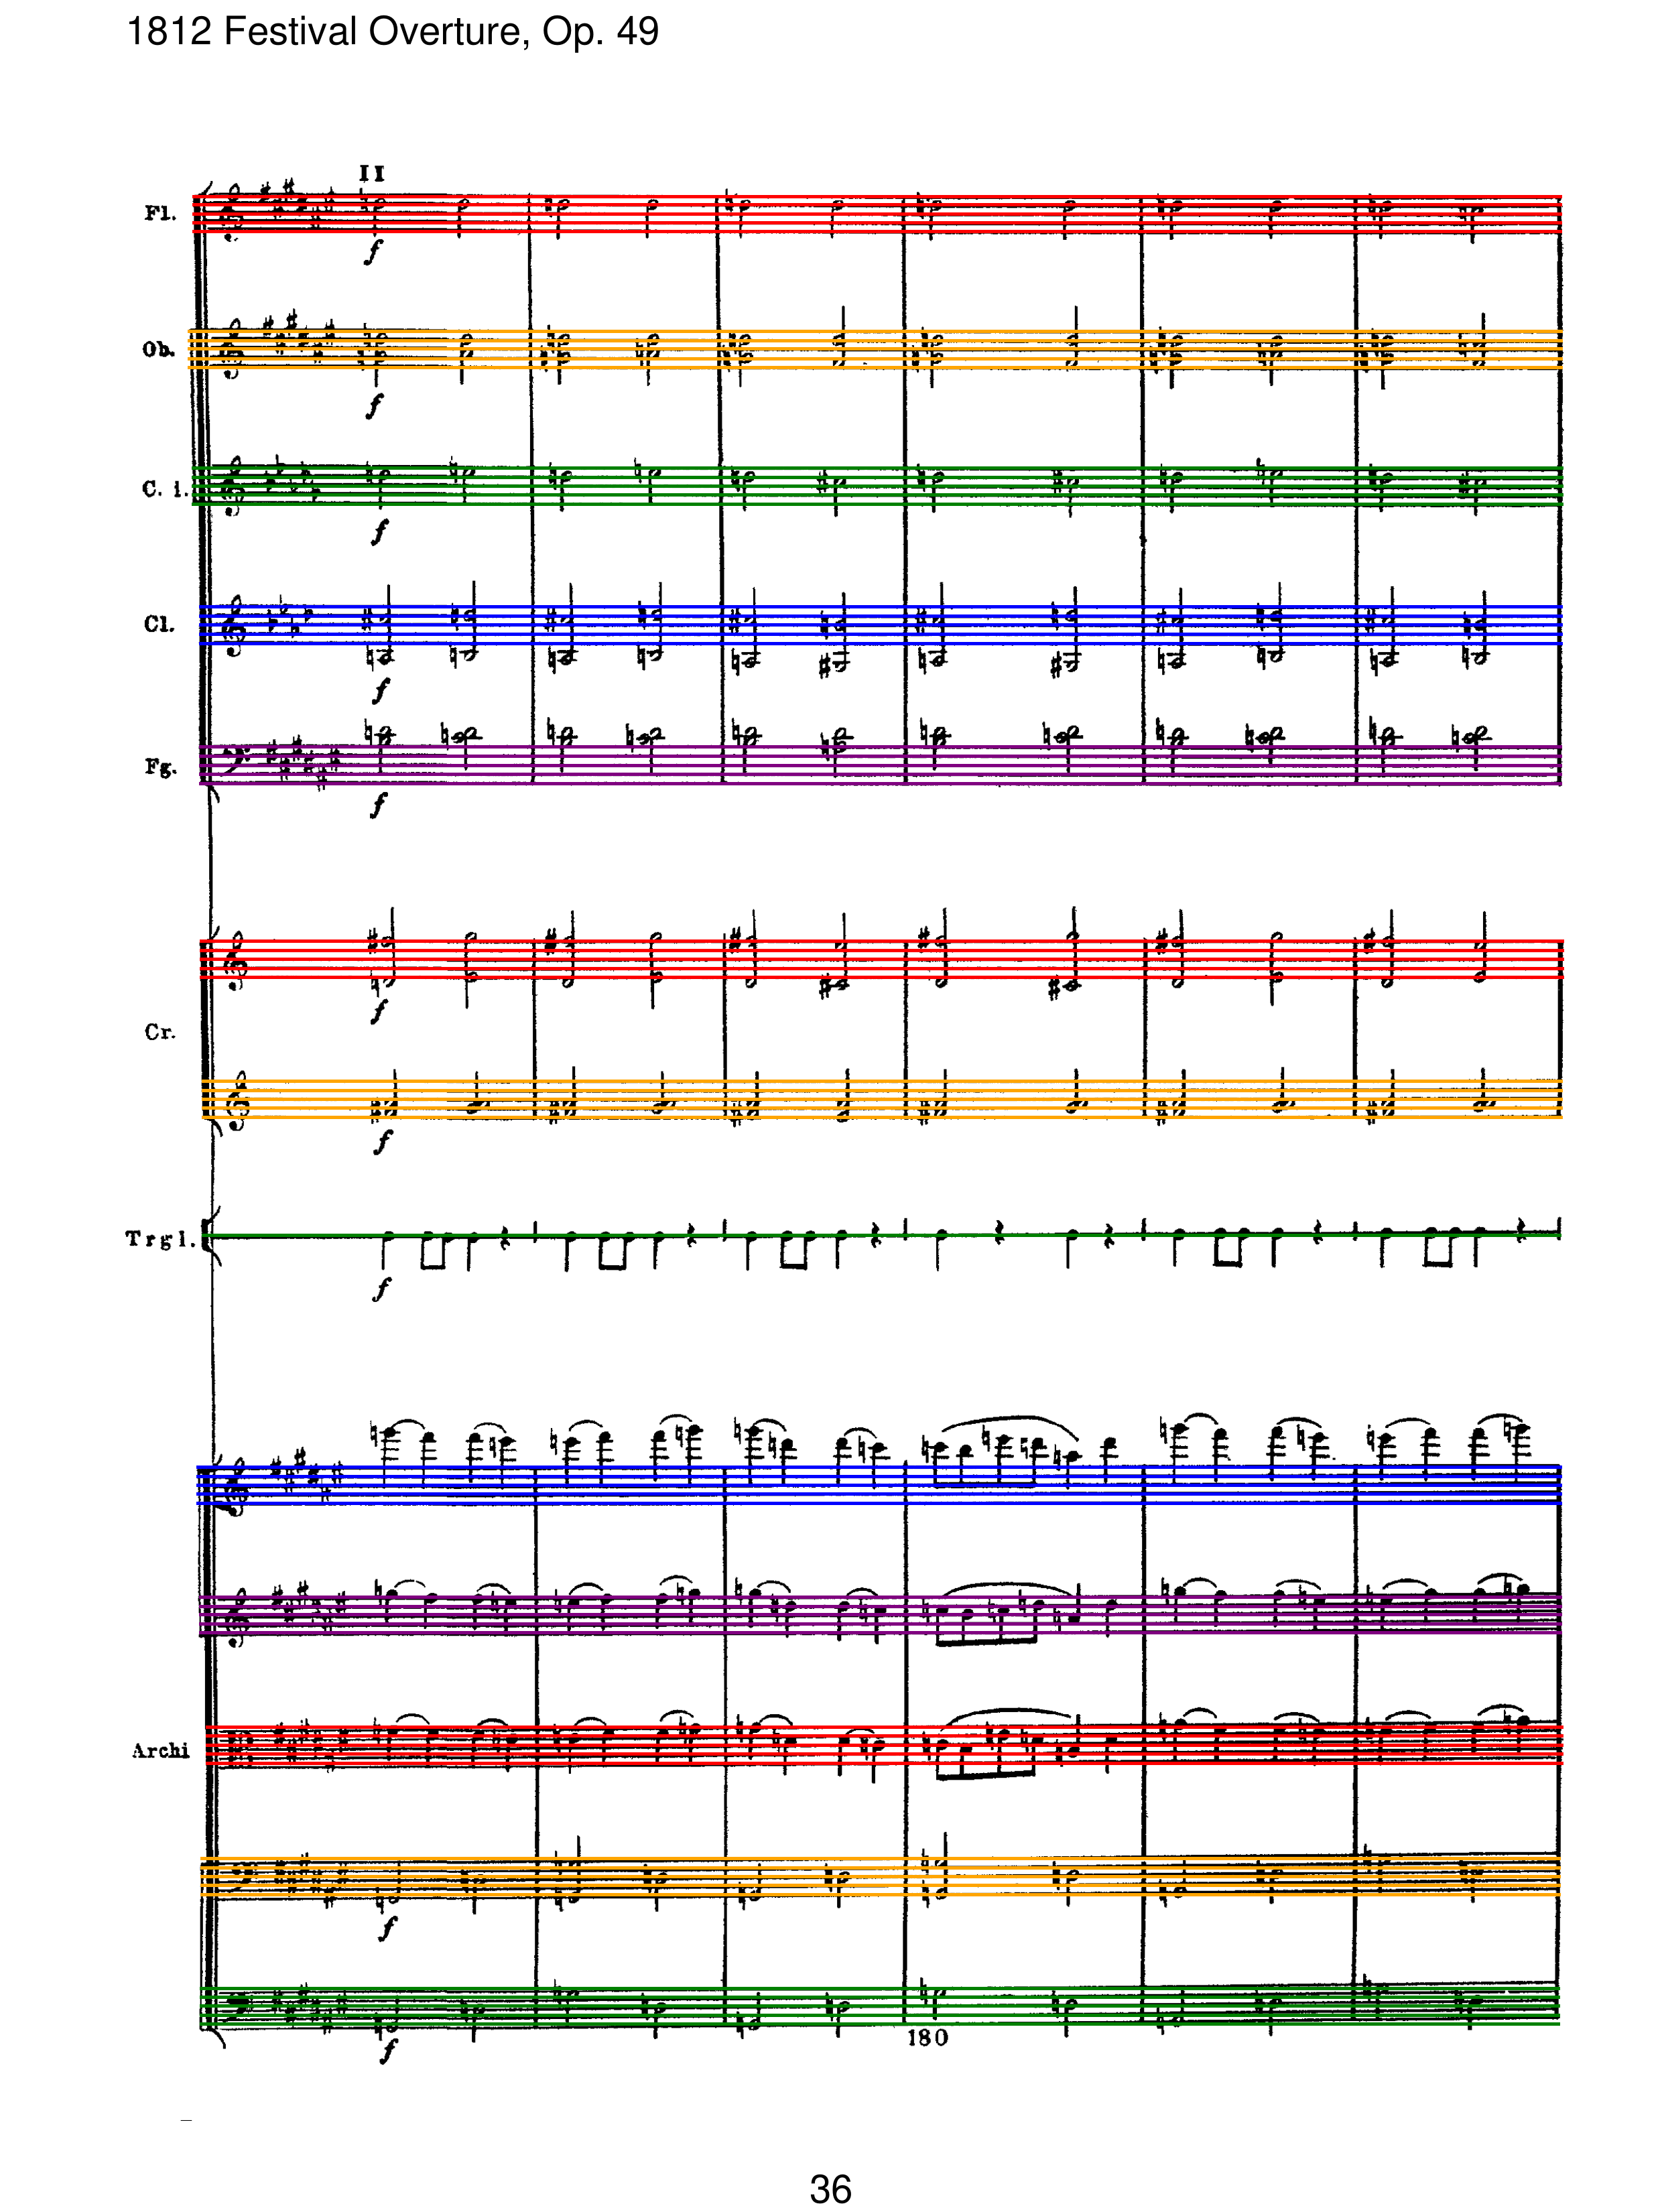 1812 Festival Overture, Op. 49
II
Fl.
f
Ob.
f
C. i.
f
Cl.
f
Fg.
f
Cr.
f
f
Trgl.
f
Archi
f
f
180
36